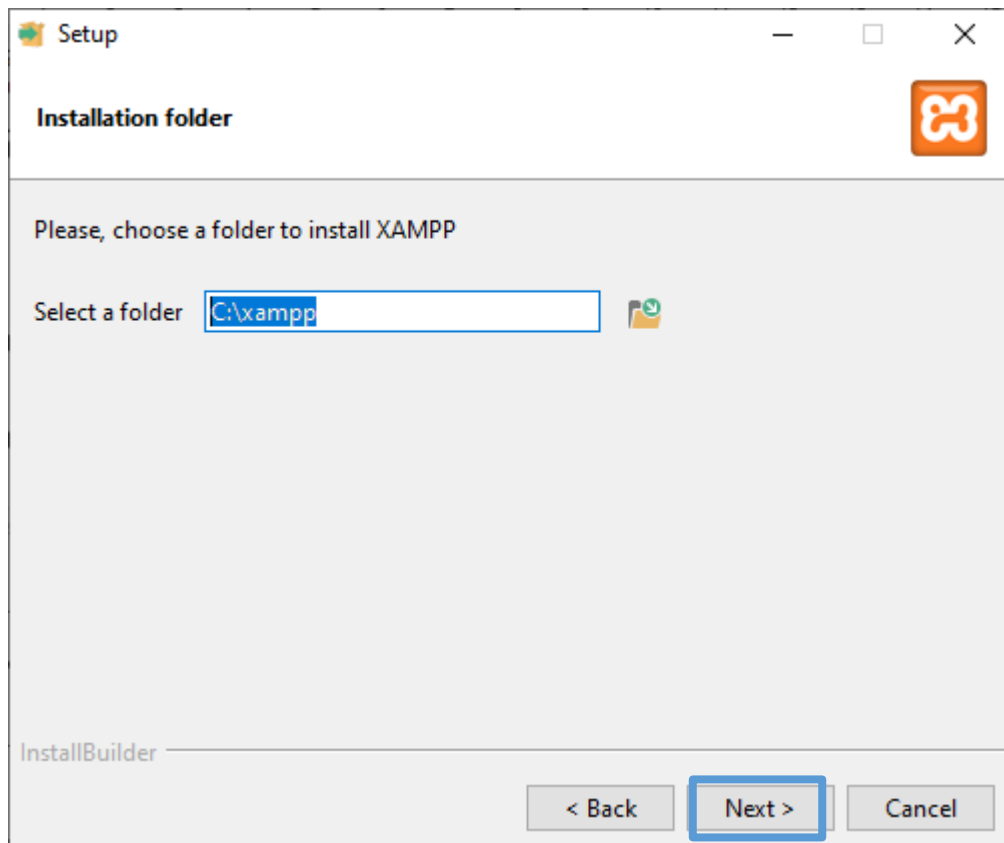 Setup
Installation folder
Please, choose a folder to install XAMPP
Select a folder C:\xampp
InstallBuilder
< Back Next > Cancel